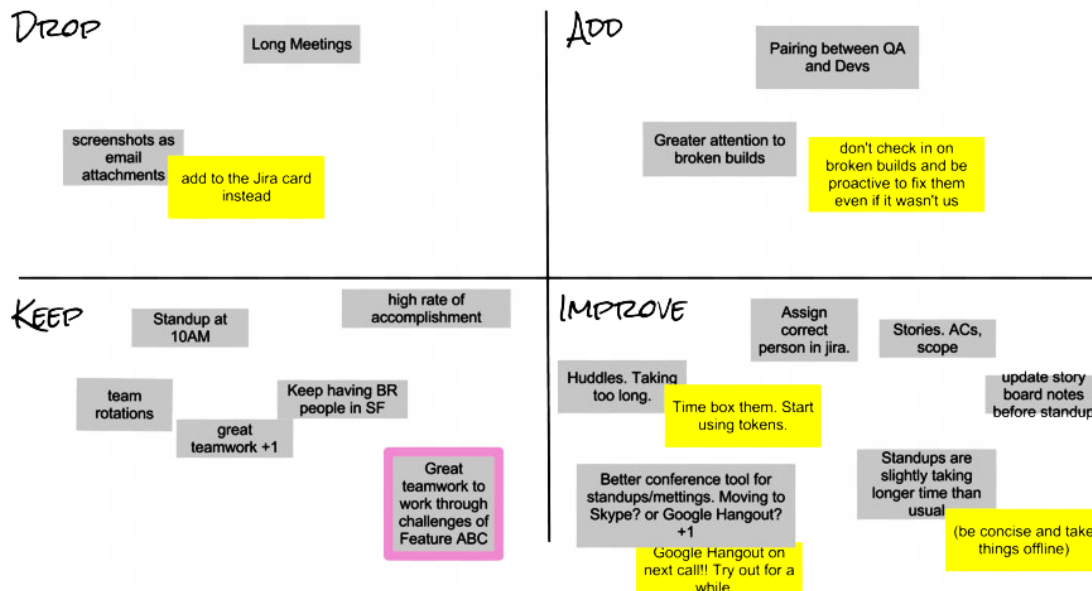 DROP
Long Meetings
screenshots as
email
attachments
add to the Jira card
instead
ADD
Pairing between QA
and Devs
Greater attention to
broken builds
don't check in on
broken builds and be
proactive to fix them
even if it wasn't us
KEEP
Standup at
10AM
high rate of
accomplishment
team
rotations
Keep having BR
people in SF
great
teamwork +1
Great
teamwork to
work through
challenges of
Feature ABC
IMPROVE
Assign
correct
person in jira.
Stories. ACs,
scope
Huddles. Taking
too long.
Time box them. Start
using tokens.
update story
board notes
before standup
Better conference tool for
standups/mettings. Moving to
Skype? or Google Hangout?
+1
Google Hangout on
next call!! Try out for a
while
Standups are
slightly taking
longer time than
usual
(be concise and take
things offline)